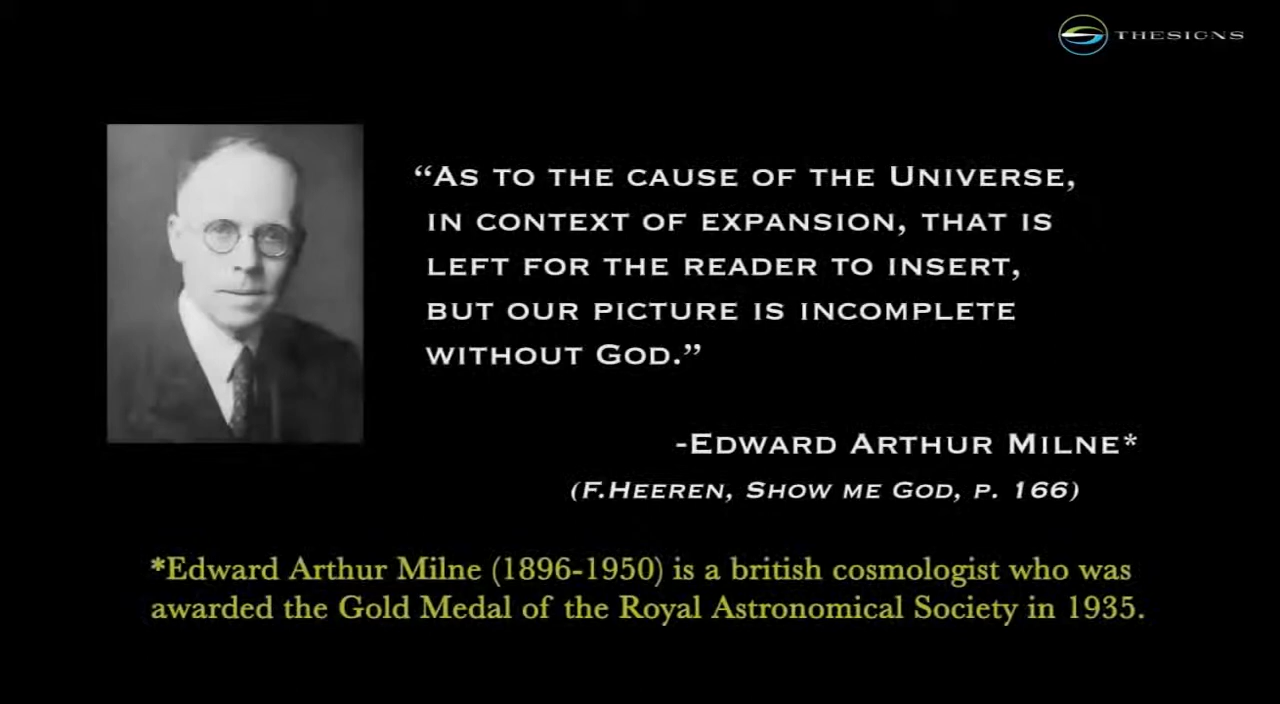 THESIGNS
“As to the cause of the Universe,
in context of expansion, that is
left for the reader to insert,
but our picture is incomplete
without God.”
-Edward Arthur Milne*
(F.Heeren, Show me God, p. 166)
*Edward Arthur Milne (1896-1950) is a british cosmologist who was
awarded the Gold Medal of the Royal Astronomical Society in 1935.